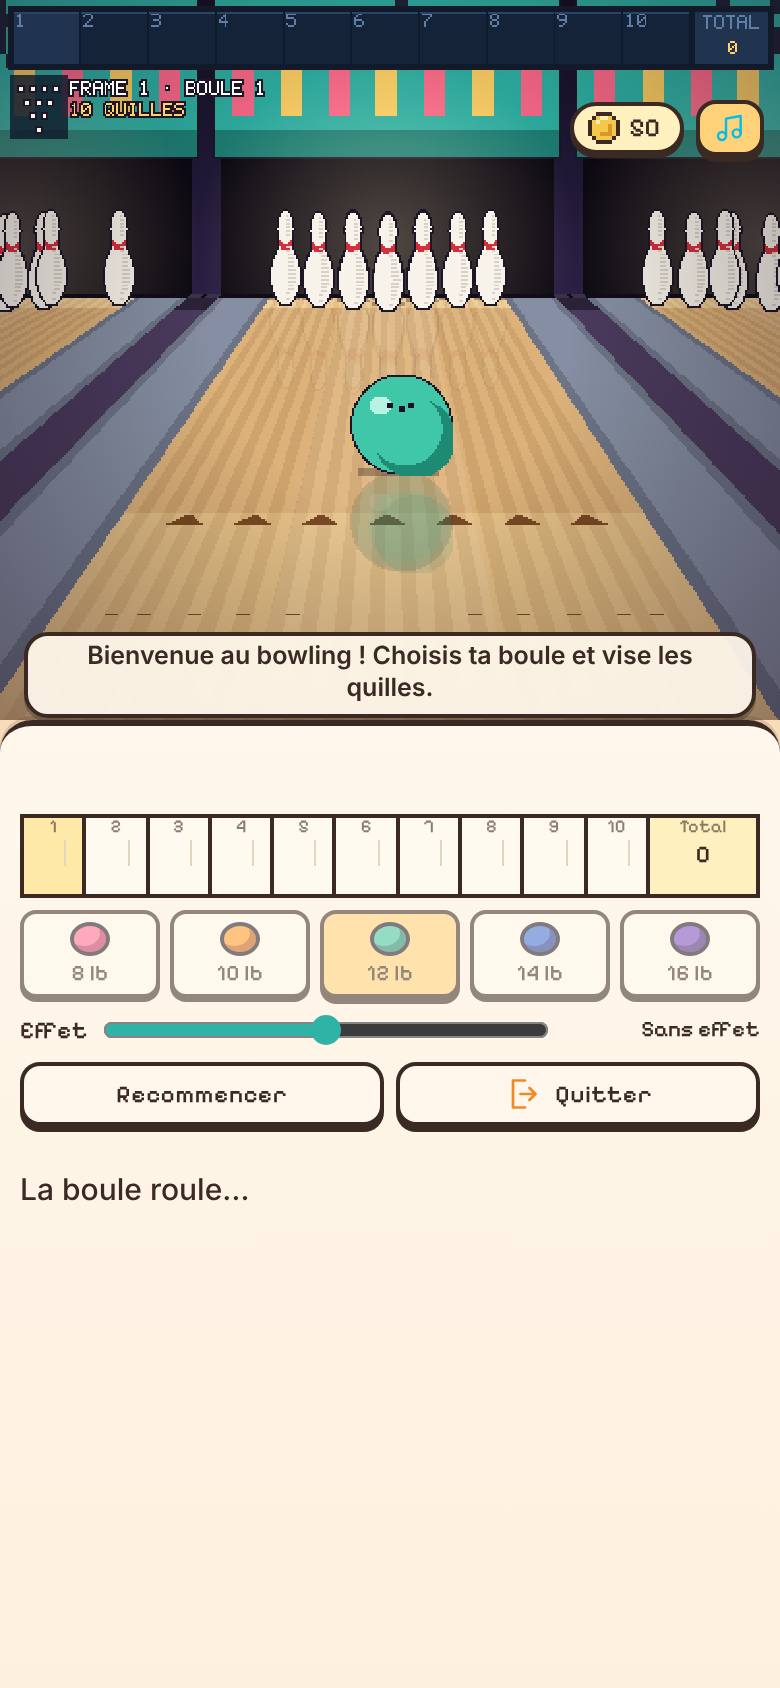 1 2 3 4 5 6 7 8 9 10 TOTAL
0
FRAME 1 · BOULE 1
10 QUILLES
50
Bienvenue au bowling ! Choisis ta boule et vise les
quilles.
1 2 3 4 5 6 7 8 9 10 Total
0
8 lb 10 lb 12 lb 14 lb 16 lb
Effet Sans effet
Recommencer Quitter
La boule roule...